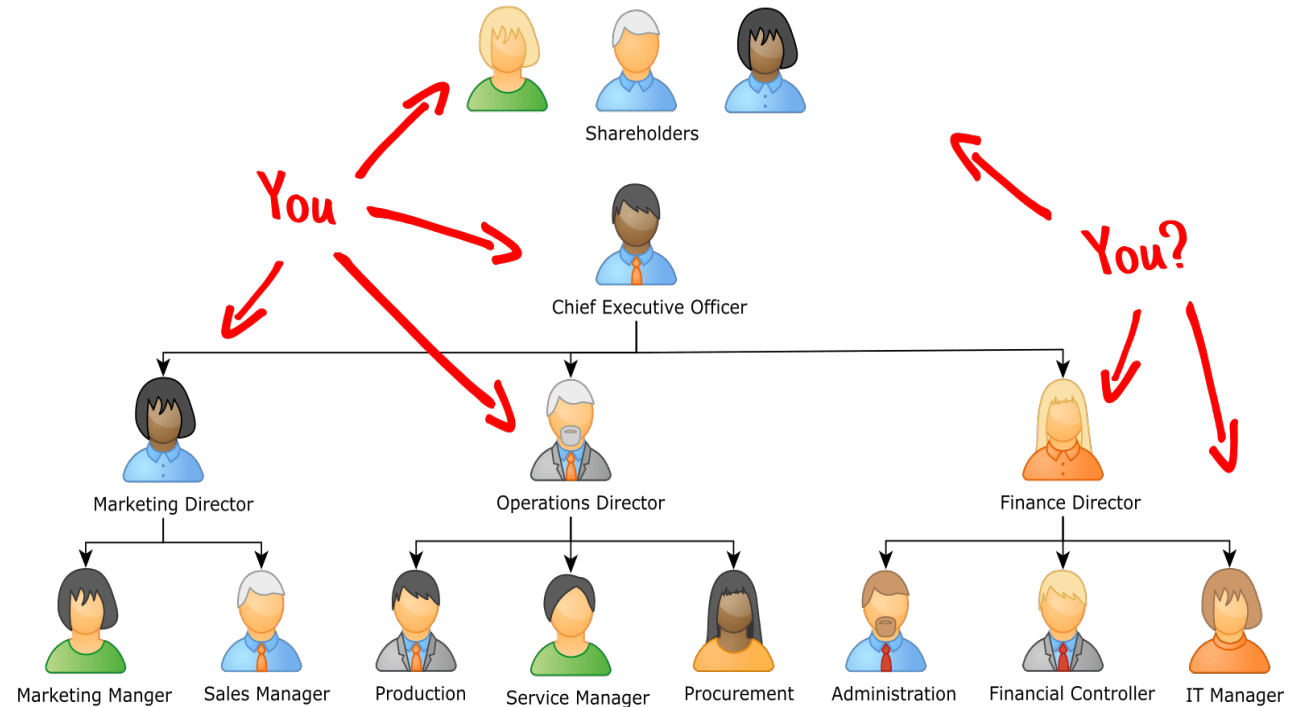 Shareholders
You
You?
Chief Executive Officer
Marketing Director
Operations Director
Finance Director
Marketing Manger
Sales Manager
Production
Service Manager
Procurement
Administration
Financial Controller
IT Manager